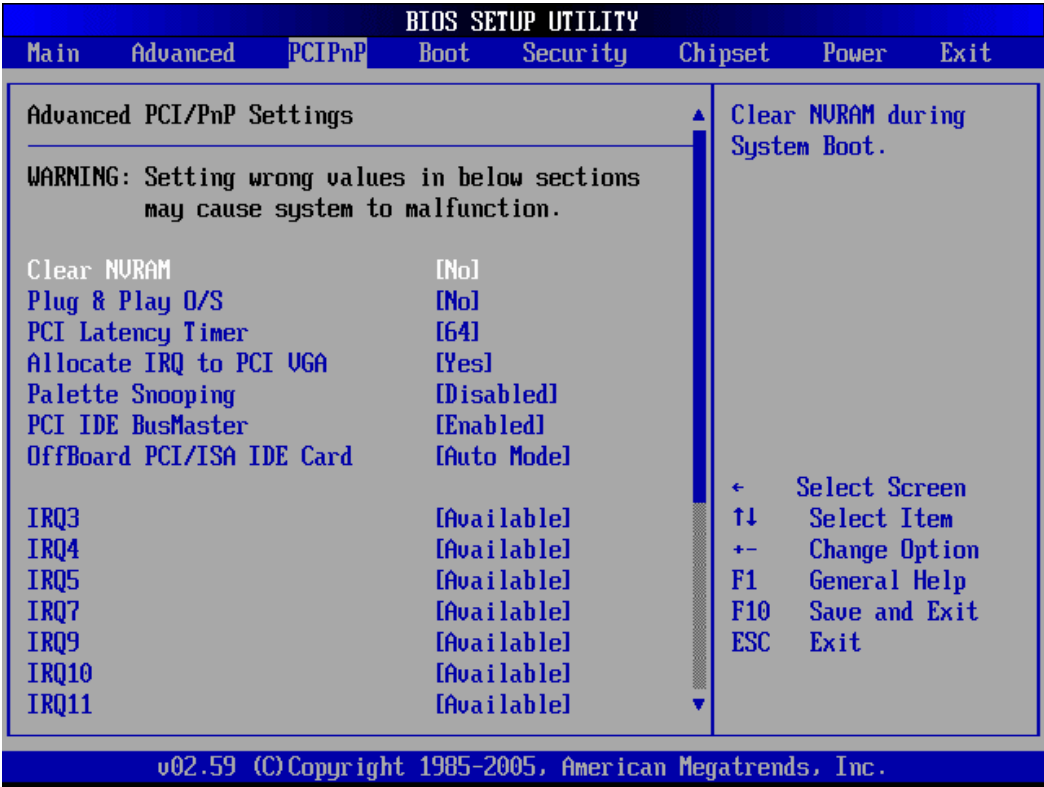 BIOS SETUP UTILITY
Main Advanced PCIPnP Boot Security Chipset Power Exit
Advanced PCI/PnP Settings
WARNING: Setting wrong values in below sections
may cause system to malfunction.
Clear NVRAM [No]
Plug & Play O/S [No]
PCI Latency Timer [64]
Allocate IRQ to PCI VGA [Yes]
Palette Snooping [Disabled]
PCI IDE BusMaster [Enabled]
OffBoard PCI/ISA IDE Card [Auto Mode]
IRQ3 [Available]
IRQ4 [Available]
IRQ5 [Available]
IRQ7 [Available]
IRQ9 [Available]
IRQ10 [Available]
IRQ11 [Available]
Clear NVRAM during
System Boot.
← Select Screen
↑↓ Select Item
+- Change Option
F1 General Help
F10 Save and Exit
ESC Exit
v02.59 (C)Copyright 1985-2005, American Megatrends, Inc.